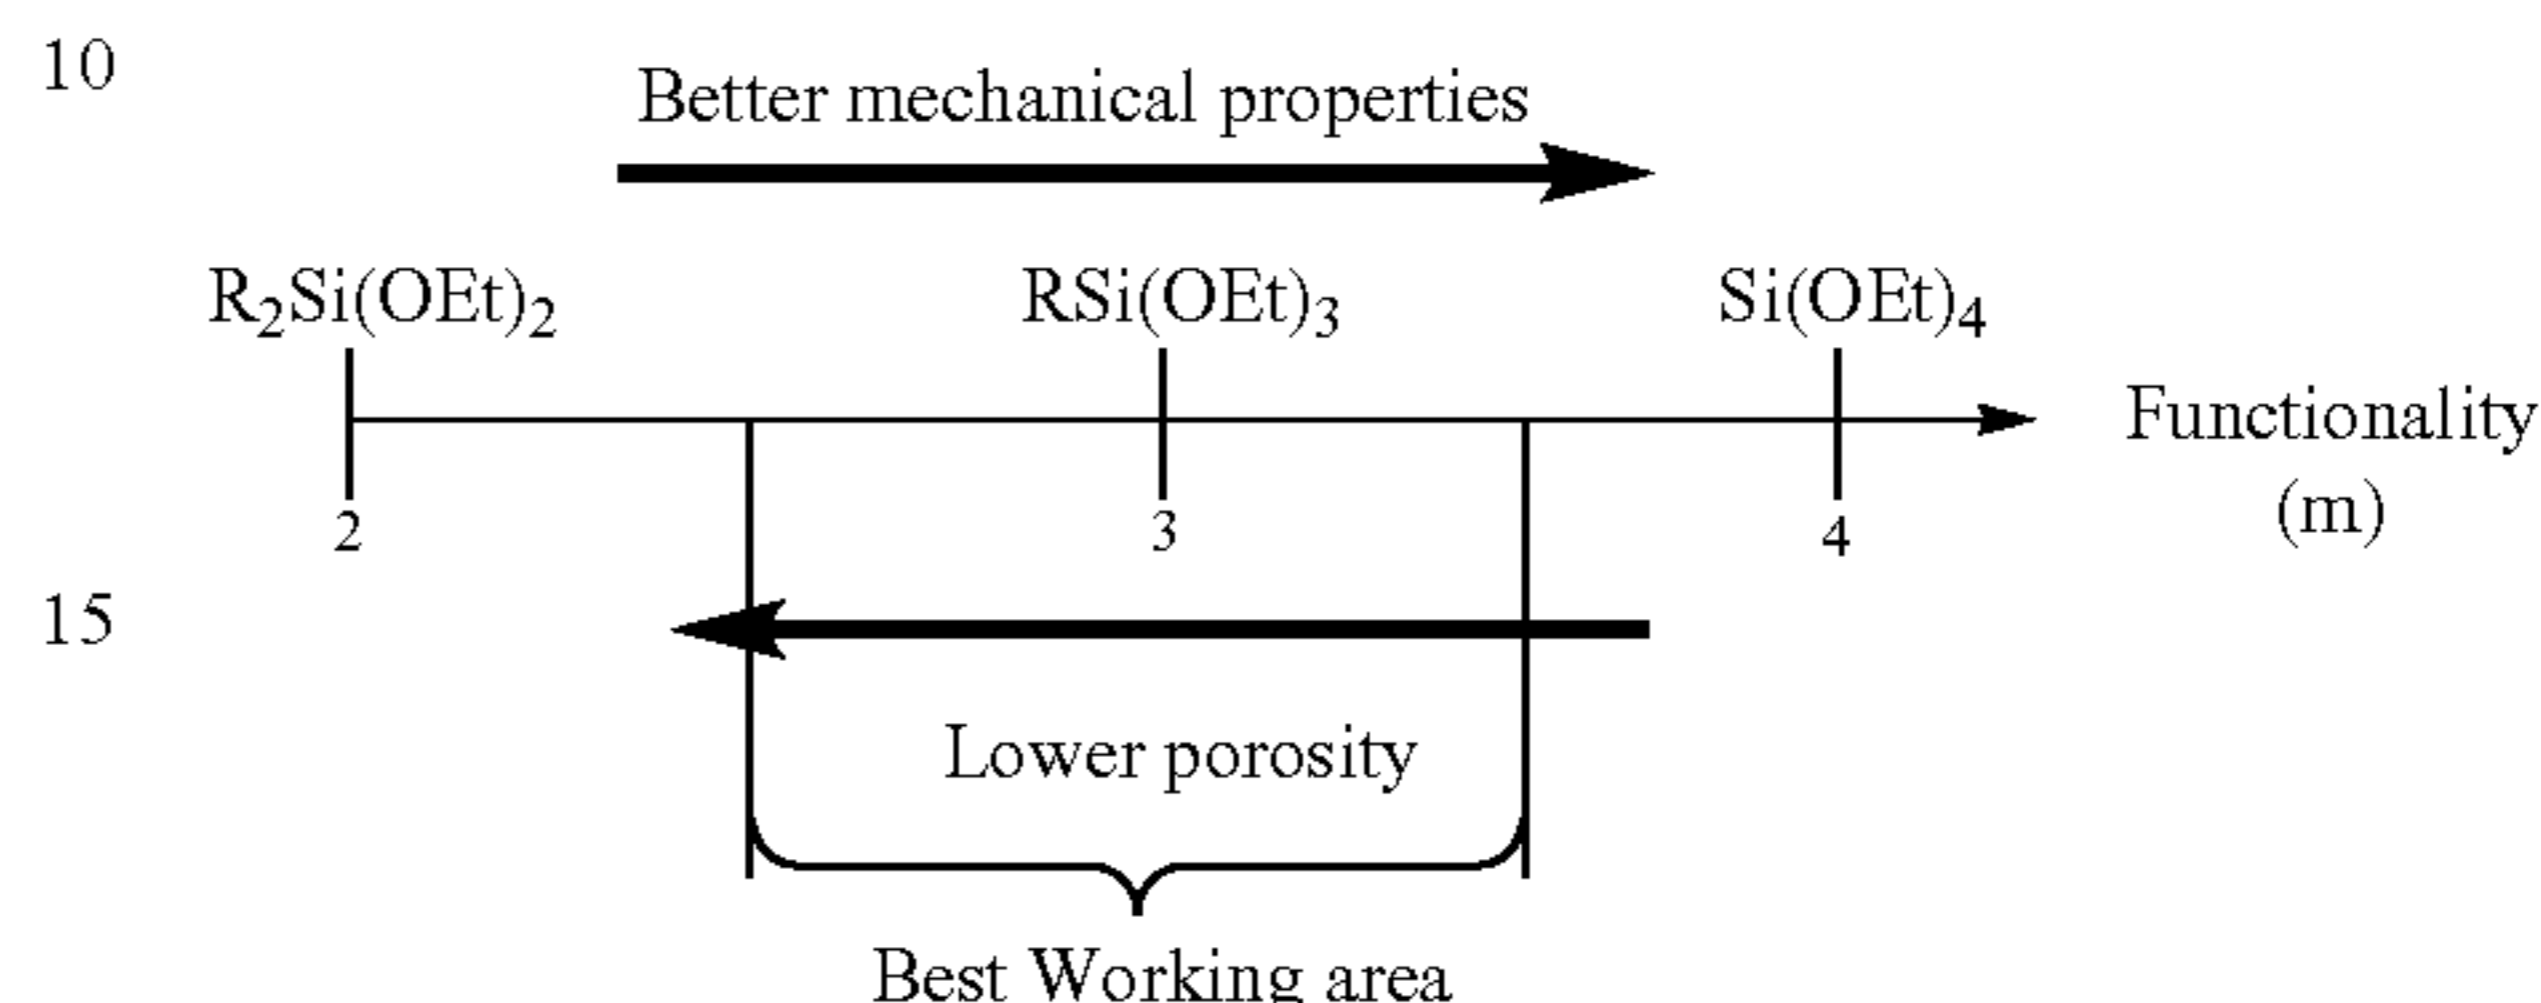 10
Better mechanical properties
R₂Si(OEt)₂ RSi(OEt)₃ Si(OEt)₄
Functionality
(m)
2 3 4
15
Lower porosity
Best Working area